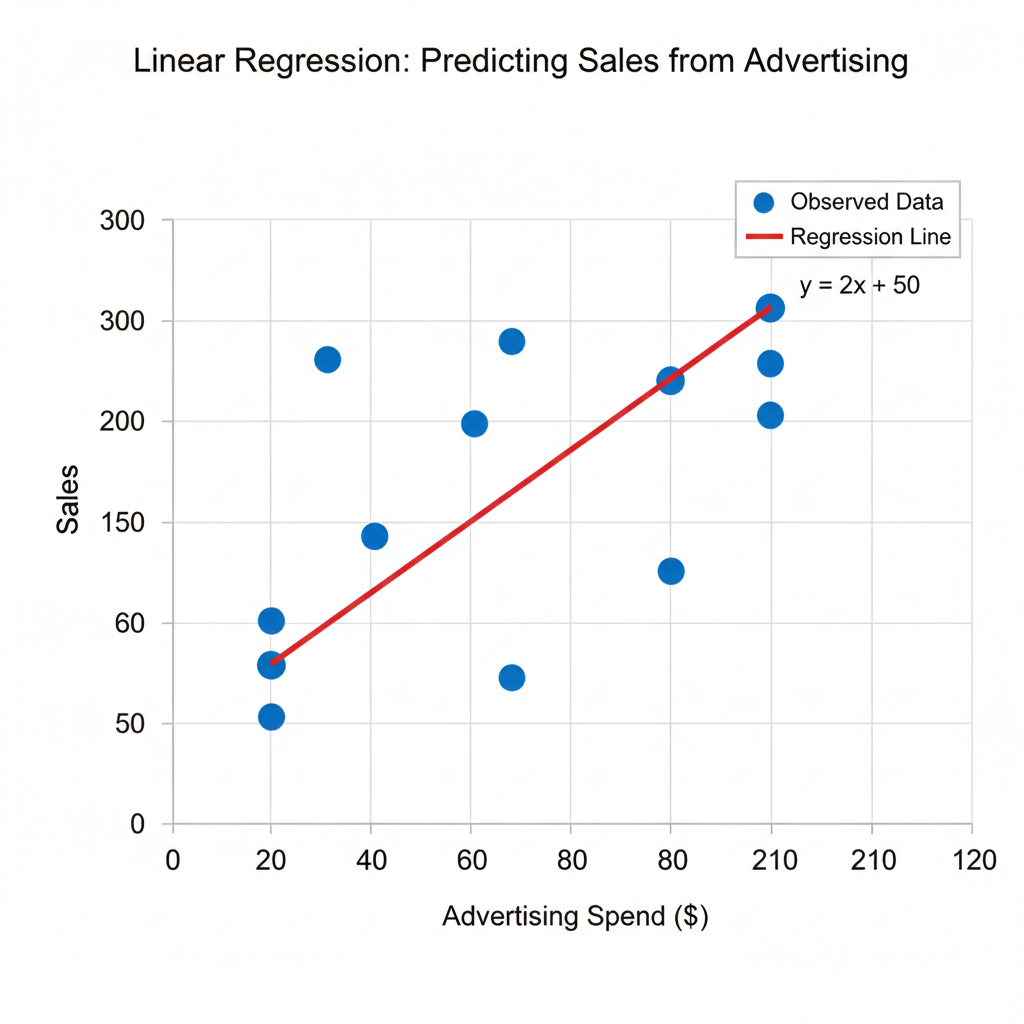 Linear Regression: Predicting Sales from Advertising
Observed Data
Regression Line
y = 2x + 50
300
300
200
150
60
50
0
Sales
0 20 40 60 80 80 210 210 120
Advertising Spend ($)